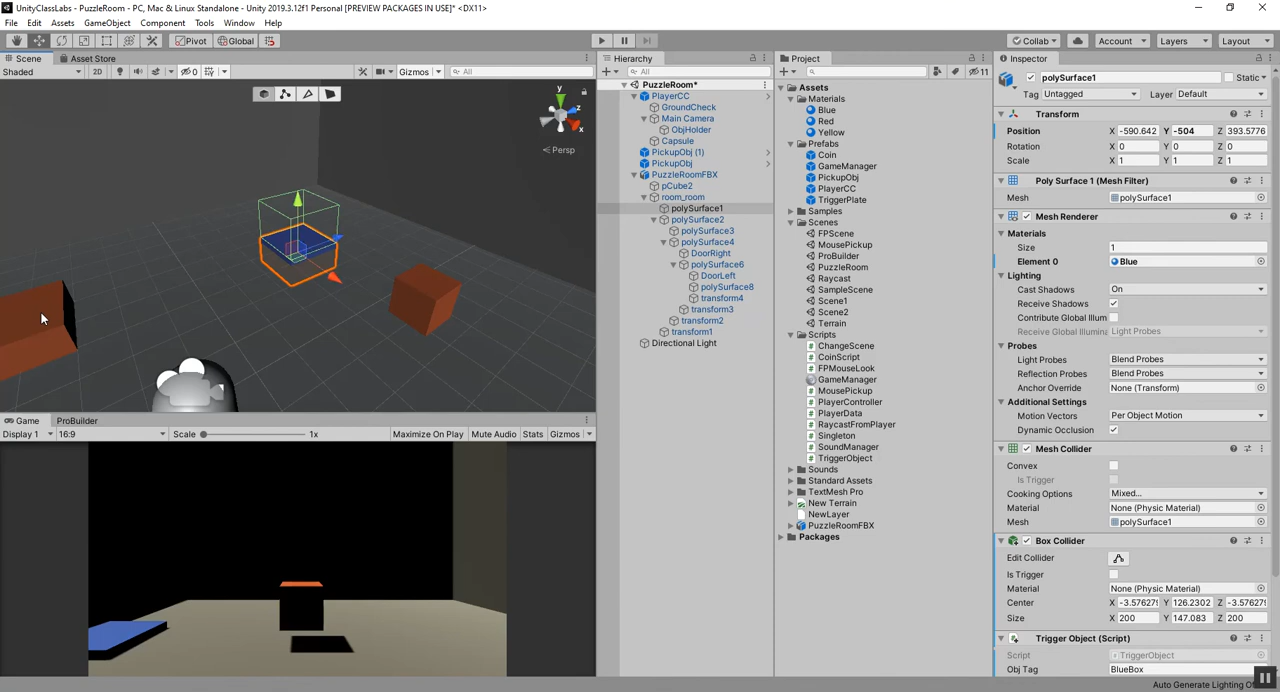 UnityClassLabs - PuzzleRoom - PC, Mac & Linux Standalone - Unity 2019.3.12f1 Personal [PREVIEW PACKAGES IN USE]* <DX11>
File Edit Assets GameObject Component Tools Window Help
Pivot Global Collab Account Layers Layout
Scene Asset Store
Shaded 2D 0 Gizmos All
y z x
Persp
Game ProBuilder
Display 1 16:9 Scale 1x Maximize On Play Mute Audio Stats Gizmos
Hierarchy
All
PuzzleRoom*
PlayerCC
GroundCheck
Main Camera
ObjHolder
Capsule
PickupObj (1)
PickupObj
PuzzleRoomFBX
pCube2
room_room
polySurface1
polySurface2
polySurface3
polySurface4
DoorRight
polySurface6
DoorLeft
polySurface8
transform4
transform3
transform2
transform1
Directional Light
Project
11
Assets
Materials
Blue
Red
Yellow
Prefabs
Coin
GameManager
PickupObj
PlayerCC
TriggerPlate
Samples
Scenes
FPScene
MousePickup
ProBuilder
PuzzleRoom
Raycast
SampleScene
Scene1
Scene2
Terrain
Scripts
ChangeScene
CoinScript
FPMouseLook
GameManager
MousePickup
PlayerController
PlayerData
RaycastFromPlayer
Singleton
SoundManager
TriggerObject
Sounds
Standard Assets
TextMesh Pro
New Terrain
NewLayer
PuzzleRoomFBX
Packages
Inspector
polySurface1 Static
Tag Untagged Layer Default
Transform
Position X -590.642 Y -504 Z 393.5776
Rotation X 0 Y 0 Z 0
Scale X 1 Y 1 Z 1
Poly Surface 1 (Mesh Filter)
Mesh polySurface1
Mesh Renderer
Materials
Size 1
Element 0 Blue
Lighting
Cast Shadows On
Receive Shadows
Contribute Global Illum
Receive Global Illumina Light Probes
Probes
Light Probes Blend Probes
Reflection Probes Blend Probes
Anchor Override None (Transform)
Additional Settings
Motion Vectors Per Object Motion
Dynamic Occlusion
Mesh Collider
Convex
Is Trigger
Cooking Options Mixed...
Material None (Physic Material)
Mesh polySurface1
Box Collider
Edit Collider
Is Trigger
Material None (Physic Material)
Center X -3.57627 Y 126.2302 Z -3.57627
Size X 200 Y 147.083 Z 200
Trigger Object (Script)
Script TriggerObject
Obj Tag BlueBox
Auto Generate Lighting Of